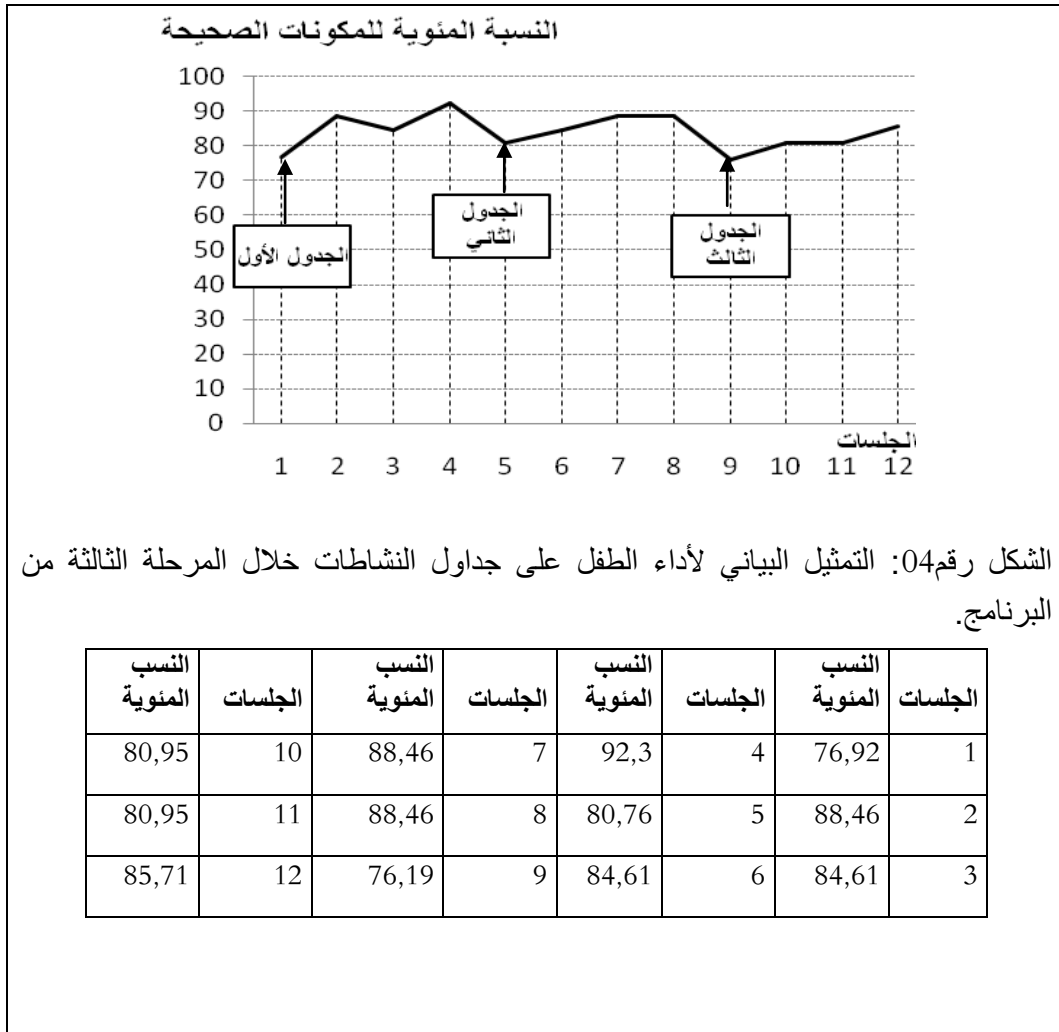 النسبة المئوية للمكونات الصحيحة
100
90
80
70
60
50
40
30
20
10
0
الجدول الأول
الجدول
الثاني
الجدول
الثالث
الجلسات
1 2 3 4 5 6 7 8 9 10 11 12
الشكل رقم04: التمثيل البياني لأداء الطفل على جداول النشاطات خلال المرحلة الثالثة من
البرنامج.
الجلسات النسب المئوية الجلسات النسب المئوية الجلسات النسب المئوية الجلسات النسب المئوية
1 76,92 4 92,3 7 88,46 10 80,95
2 88,46 5 80,76 8 88,46 11 80,95
3 84,61 6 84,61 9 76,19 12 85,71